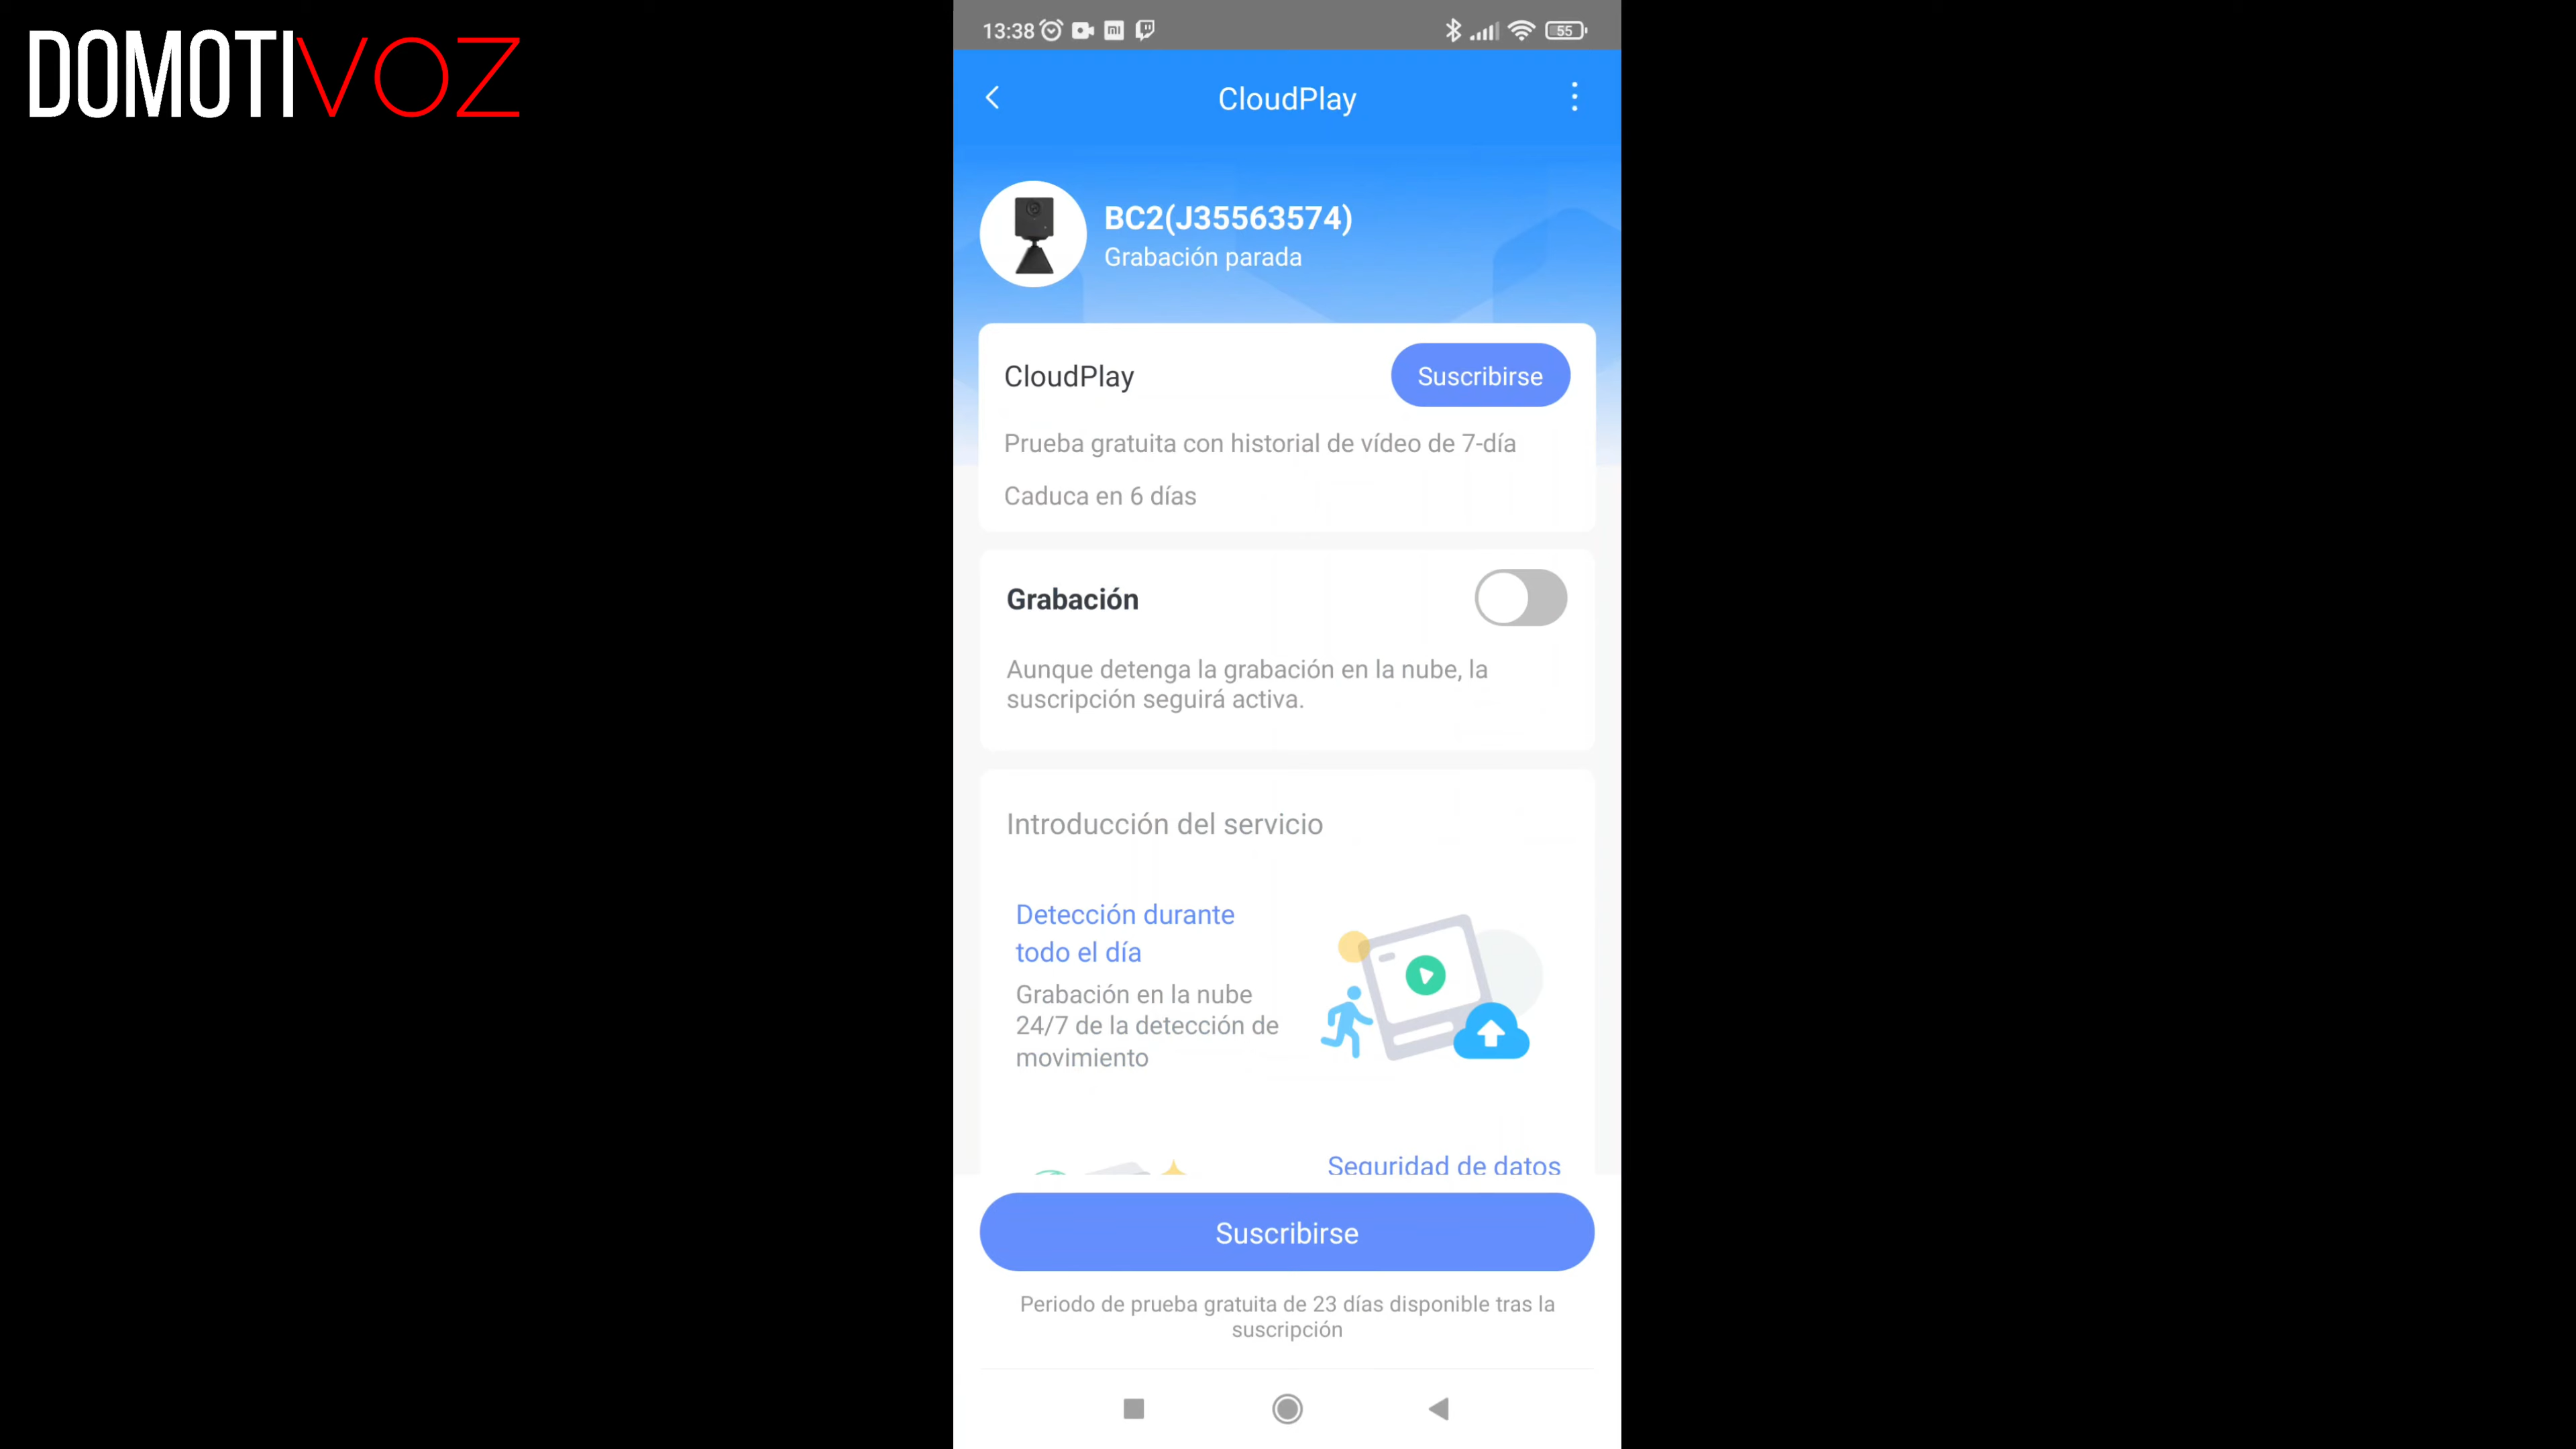 DOMOTIVOZ
13:38
55
CloudPlay
BC2(J35563574)
Grabación parada
CloudPlay
Suscribirse
Prueba gratuita con historial de vídeo de 7-día
Caduca en 6 días
Grabación
Aunque detenga la grabación en la nube, la
suscripción seguirá activa.
Introducción del servicio
Detección durante
todo el día
Grabación en la nube
24/7 de la detección de
movimiento
Seguridad de datos
Suscribirse
Periodo de prueba gratuita de 23 días disponible tras la
suscripción